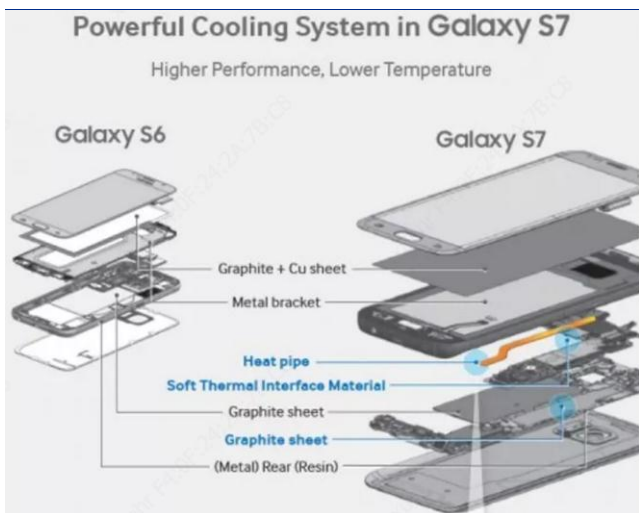 Powerful Cooling System in Galaxy S7
Higher Performance, Lower Temperature
Galaxy S6
Galaxy S7
Graphite + Cu sheet
Metal bracket
Heat pipe
Soft Thermal Interface Material
Graphite sheet
Graphite sheet
(Metal) Rear (Resin)